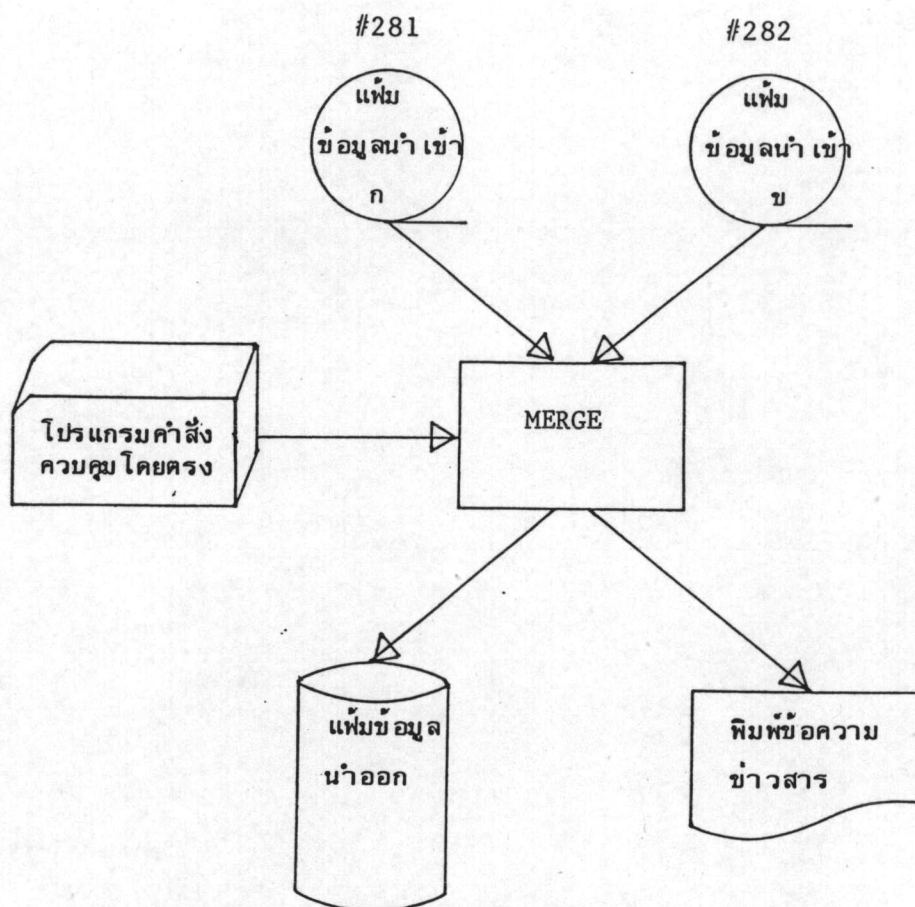 #281
#282
แฟ้ม
ข้อมูลนำเข้า
ก
แฟ้ม
ข้อมูลนำเข้า
ข
โปรแกรมคำสั่ง
ควบคุมโดยตรง
MERGE
แฟ้มข้อมูล
นำออก
พิมพ์ข้อความ
ข่าวสาร